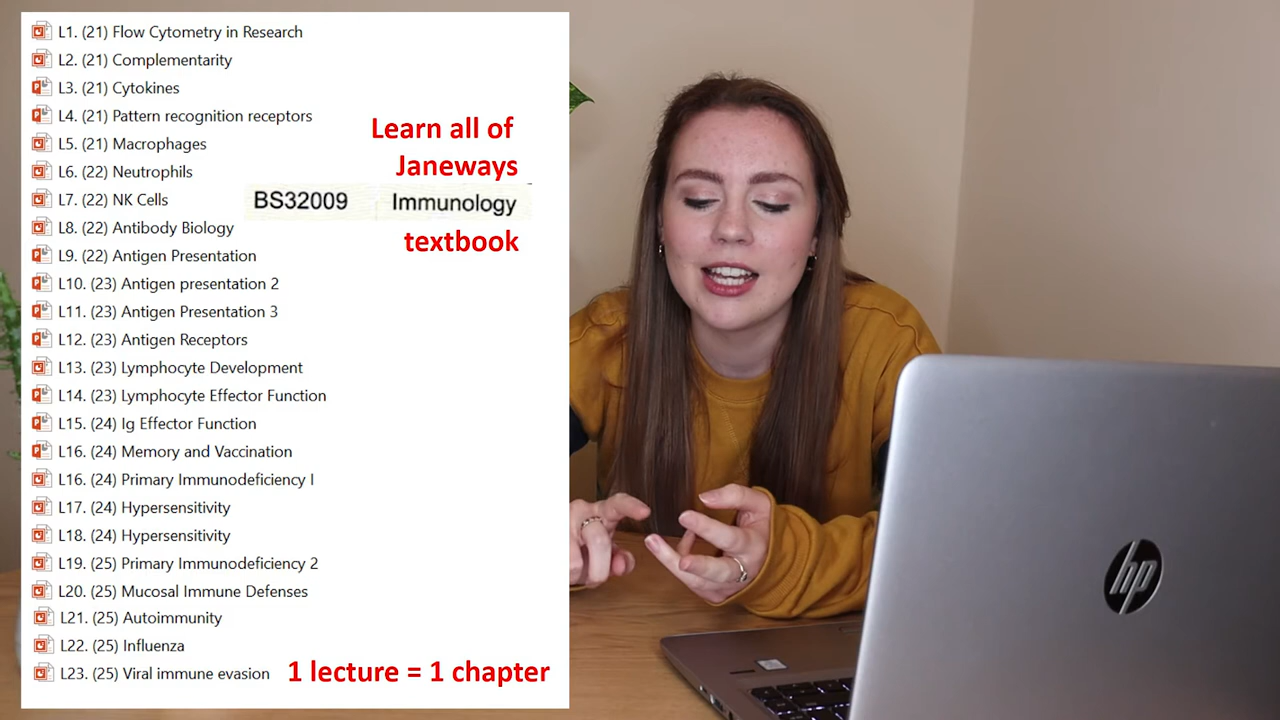 L1. (21) Flow Cytometry in Research
L2. (21) Complementarity
L3. (21) Cytokines
L4. (21) Pattern recognition receptors
L5. (21) Macrophages
L6. (22) Neutrophils
L7. (22) NK Cells
L8. (22) Antibody Biology
L9. (22) Antigen Presentation
L10. (23) Antigen presentation 2
L11. (23) Antigen Presentation 3
L12. (23) Antigen Receptors
L13. (23) Lymphocyte Development
L14. (23) Lymphocyte Effector Function
L15. (24) Ig Effector Function
L16. (24) Memory and Vaccination
L16. (24) Primary Immunodeficiency I
L17. (24) Hypersensitivity
L18. (24) Hypersensitivity
L19. (25) Primary Immunodeficiency 2
L20. (25) Mucosal Immune Defenses
L21. (25) Autoimmunity
L22. (25) Influenza
L23. (25) Viral immune evasion
Learn all of
Janeways
BS32009 Immunology
textbook
1 lecture = 1 chapter
hp